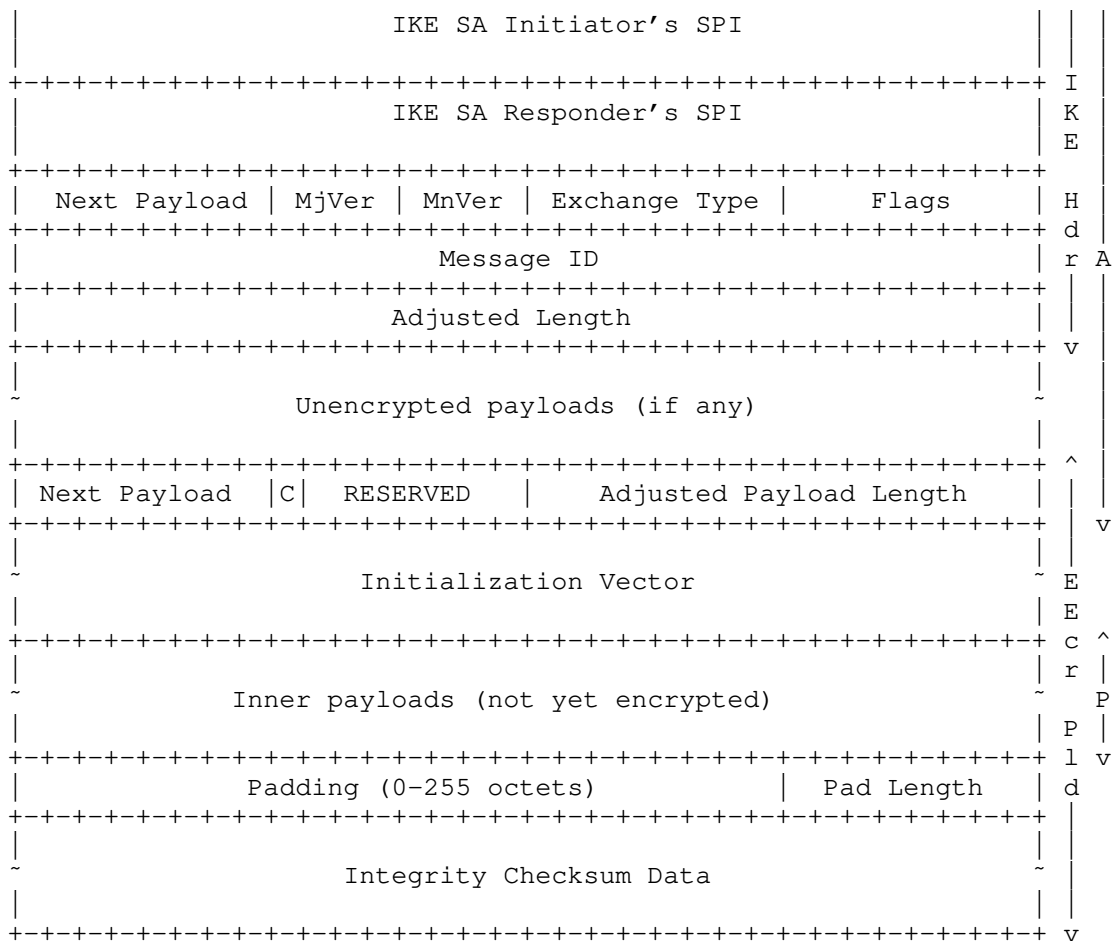 |                    IKE SA Initiator's SPI                     | | |
|                                                               | | |
+-+-+-+-+-+-+-+-+-+-+-+-+-+-+-+-+-+-+-+-+-+-+-+-+-+-+-+-+-+-+-+-+ I |
|                    IKE SA Responder's SPI                     | K |
|                                                               | E |
+-+-+-+-+-+-+-+-+-+-+-+-+-+-+-+-+-+-+-+-+-+-+-+-+-+-+-+-+-+-+-+-+   |
|  Next Payload | MjVer | MnVer | Exchange Type |     Flags     | H |
+-+-+-+-+-+-+-+-+-+-+-+-+-+-+-+-+-+-+-+-+-+-+-+-+-+-+-+-+-+-+-+-+ d |
|                          Message ID                           | r A
+-+-+-+-+-+-+-+-+-+-+-+-+-+-+-+-+-+-+-+-+-+-+-+-+-+-+-+-+-+-+-+-+ | |
|                       Adjusted Length                         | | |
+-+-+-+-+-+-+-+-+-+-+-+-+-+-+-+-+-+-+-+-+-+-+-+-+-+-+-+-+-+-+-+-+ v |
|                                                               |   |
~                 Unencrypted payloads (if any)                 ~   |
|                                                               |   |
+-+-+-+-+-+-+-+-+-+-+-+-+-+-+-+-+-+-+-+-+-+-+-+-+-+-+-+-+-+-+-+-+ ^ |
| Next Payload  |C|  RESERVED   |    Adjusted Payload Length    | | |
+-+-+-+-+-+-+-+-+-+-+-+-+-+-+-+-+-+-+-+-+-+-+-+-+-+-+-+-+-+-+-+-+ | v
|                                                               | |
~                     Initialization Vector                     ~ E
|                                                               | E
+-+-+-+-+-+-+-+-+-+-+-+-+-+-+-+-+-+-+-+-+-+-+-+-+-+-+-+-+-+-+-+-+ c ^
|                                                               | r |
~             Inner payloads (not yet encrypted)                ~   P
|                                                               | P |
+-+-+-+-+-+-+-+-+-+-+-+-+-+-+-+-+-+-+-+-+-+-+-+-+-+-+-+-+-+-+-+-+ l v
|              Padding (0-255 octets)           |  Pad Length   | d
+-+-+-+-+-+-+-+-+-+-+-+-+-+-+-+-+-+-+-+-+-+-+-+-+-+-+-+-+-+-+-+-+ |
|                                                               | |
~                    Integrity Checksum Data                    ~ |
|                                                               | |
+-+-+-+-+-+-+-+-+-+-+-+-+-+-+-+-+-+-+-+-+-+-+-+-+-+-+-+-+-+-+-+-+ v